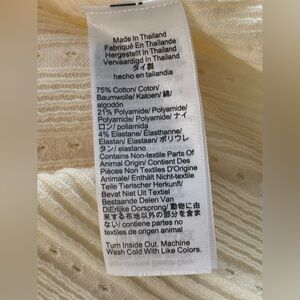 Made In Thailand
Fabriqué En Thaïlande
Hergestellt In Thailand
Vervaardigd In Thailand
タイ製
hecho en tailandia
75% Cotton/ Coton/
Baumwolle/ Katoen/ 綿/
algodón
21% Polyamide/ Polyamide/
Polyamide/ Polyamide/ ナイ
ロン/ poliamida
4% Elastane/ Élasthanne/
Elastan/ Elastaan/ ポリウレ
タン/ elastano
Contains Non-textile Parts Of
Animal Origin/ Contient Des
Pièces Non Textiles D'Origine
Animale/ Enthält Nicht-textile
Teile Tierischer Herkunft/
Bevat Niet Uit Textiel
Bestaande Delen Van
DiErlijke Oorsprong/ 動物に由
来する布地以外の部分を含ま
ない/ contiene partes no
textiles de origen animal
Turn Inside Out. Machine
Wash Cold With Like Colors.